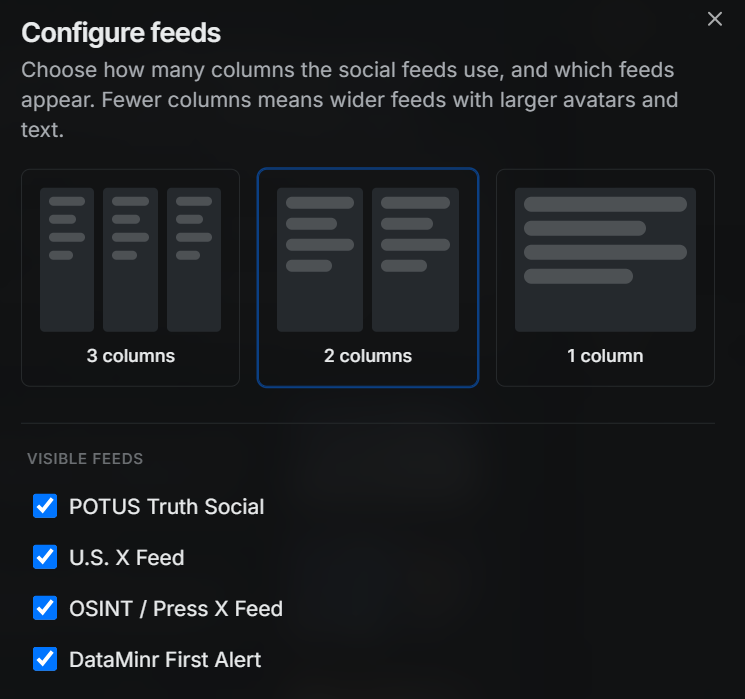 Configure feeds
Choose how many columns the social feeds use, and which feeds
appear. Fewer columns means wider feeds with larger avatars and
text.
3 columns
2 columns
1 column
VISIBLE FEEDS
POTUS Truth Social
U.S. X Feed
OSINT / Press X Feed
DataMinr First Alert